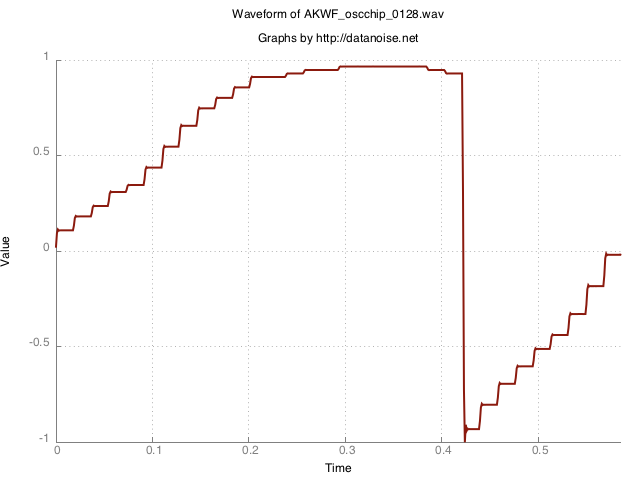 Waveform of AKWF_oscchip_0128.wav
Graphs by http://datanoise.net
1
0.5
0
-0.5
-1
Value
0 0.1 0.2 0.3 0.4 0.5
Time